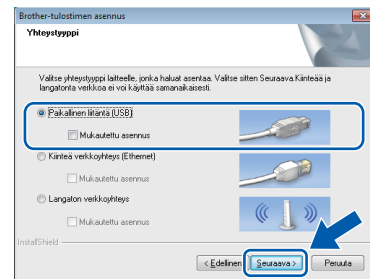 Brother-tulostimen asennus
Yhteystyyppi
Valitse yhteystyyppi laitteelle, jonka haluat asentaa. Valitse sitten Seuraava.Kiinteää ja
langatonta verkkoa ei voi käyttää samanaikaisesti.
Paikallinen liitäntä (USB)
Mukautettu asennus
Kiinteä verkkoyhteys (Ethernet)
Mukautettu asennus
Langaton verkkoyhteys
Mukautettu asennus
InstallShield
< Edellinen Seuraava > Peruuta